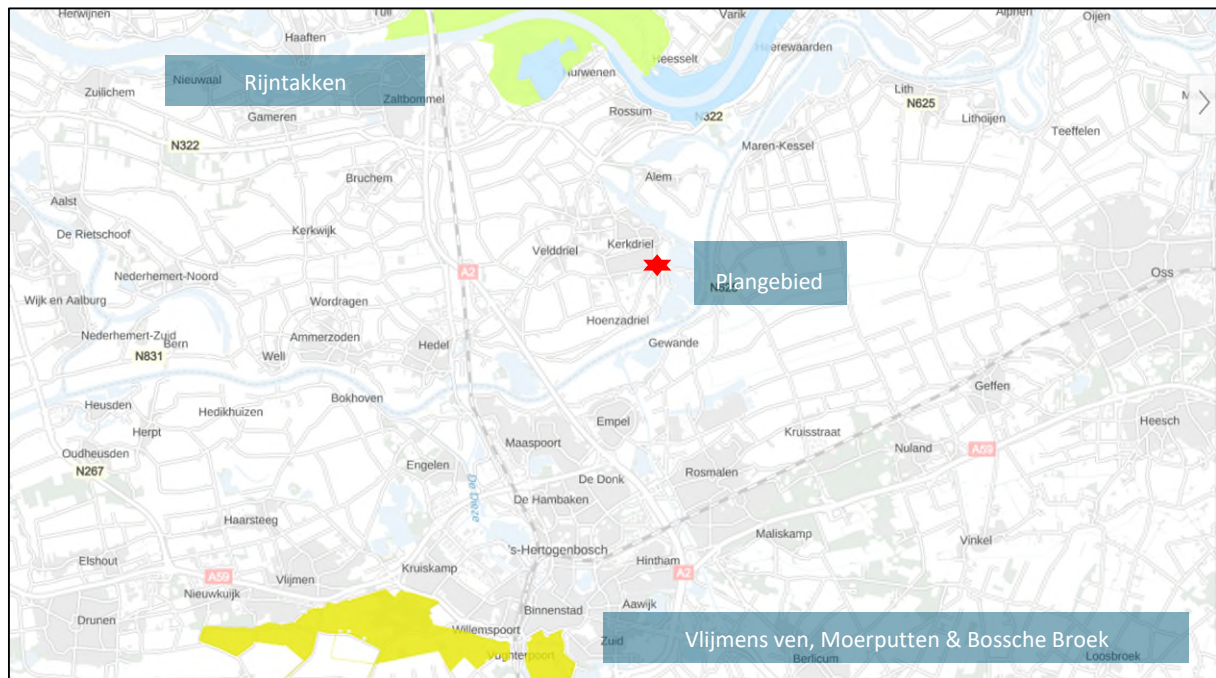 Herwijnen
Tuil
Varik
Alphen
Oijen
Haaften
Heesselt
Heerewaarden
Rijntakken
Nieuwaal
Hurwenen
Zuilichem
Zaltbommel
Lith
N625
Gameren
Rossum
N322
Lithoijen
Teeffelen
N322
Maren-Kessel
Bruchem
Alem
Aalst
De Rietschoof
Kerkwijk
Velddriel
Kerkdriel
Nederhemert-Noord
A2
Plangebied
Oss
Wijk en Aalburg
Wordragen
Hoenzadriel
Nederhemert-Zuid
Bern
Ammerzoden
Hedel
Gewande
N831
Well
Geffen
Heusden
Hedikhuizen
Bokhoven
Empel
Heesch
Herpt
Maaspoort
Kruisstraat
Nuland
A59
Oudheusden
Engelen
Rosmalen
N267
De Dieze
De Donk
De Hambaken
Haarsteeg
Maliskamp
Vinkel
's-Hertogenbosch
Elshout
Kruiskamp
Hintham
A59
Vlijmen
A2
Nieuwkuijk
Binnenstad
Aawijk
Drunen
Willemspoort
Zuid
Vlijmens ven, Moerputten & Bossche Broek
Vughterpoort
Berlicum
Loosbroek